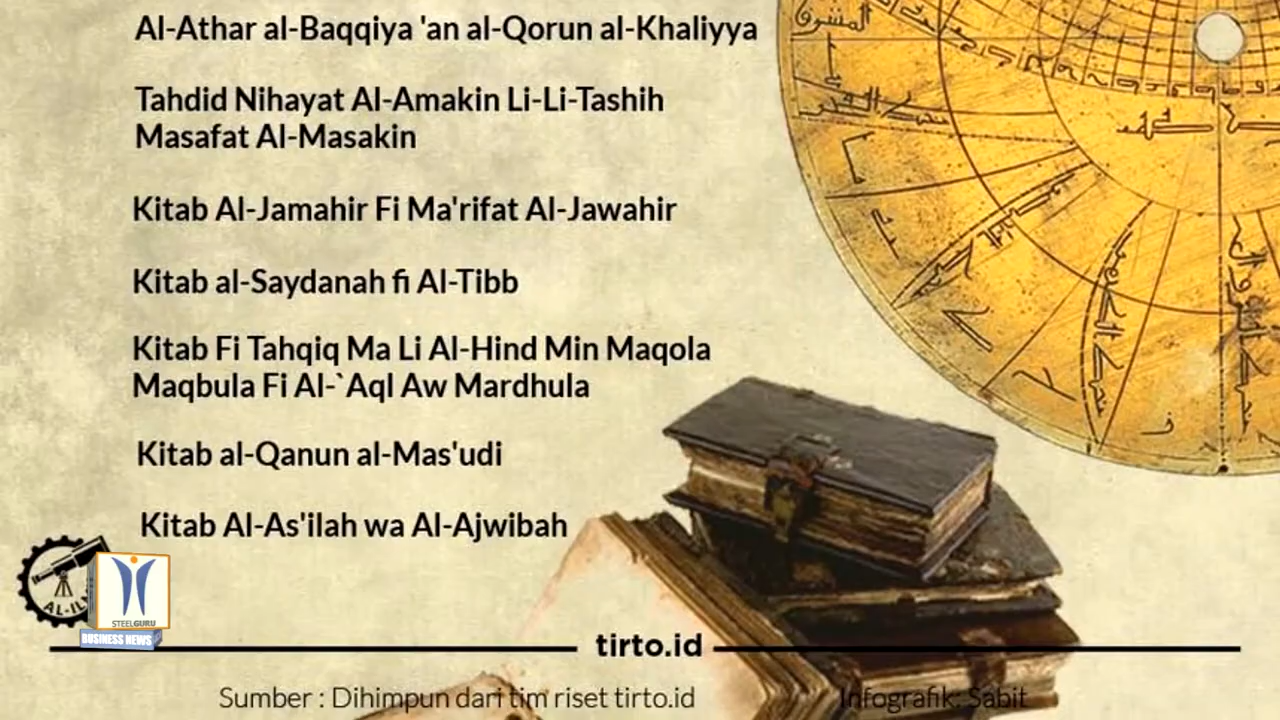 Al-Athar al-Baqqiya 'an al-Qorun al-Khaliyya
Tahdid Nihayat Al-Amakin Li-Li-Tashih
Masafat Al-Masakin
Kitab Al-Jamahir Fi Ma'rifat Al-Jawahir
Kitab al-Saydanah fi Al-Tibb
Kitab Fi Tahqiq Ma Li Al-Hind Min Maqola
Maqbula Fi Al-`Aql Aw Mardhula
Kitab al-Qanun al-Mas'udi
Kitab Al-As'ilah wa Al-Ajwibah
STEELGURU
BUSINESS NEWS
tirto.id
Sumber : Dihimpun dari tim riset tirto.id
Infografik: Sabit